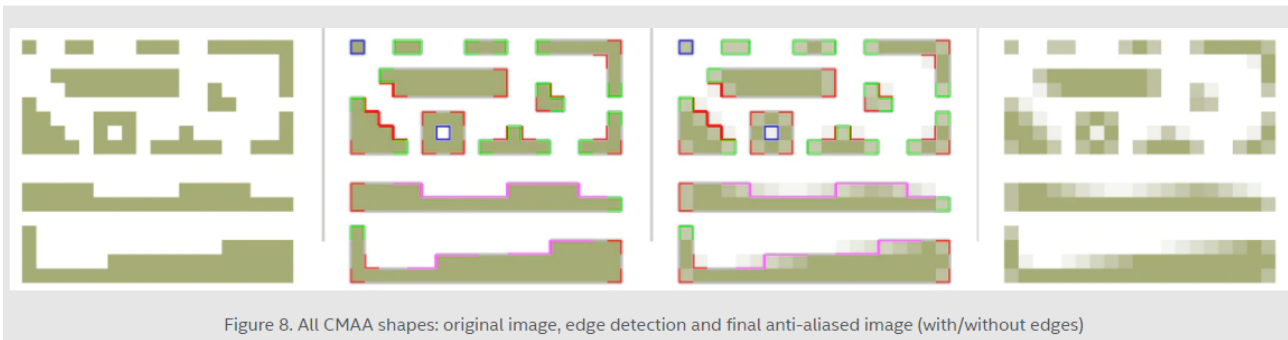 Figure 8. All CMAA shapes: original image, edge detection and final anti-aliased image (with/without edges)